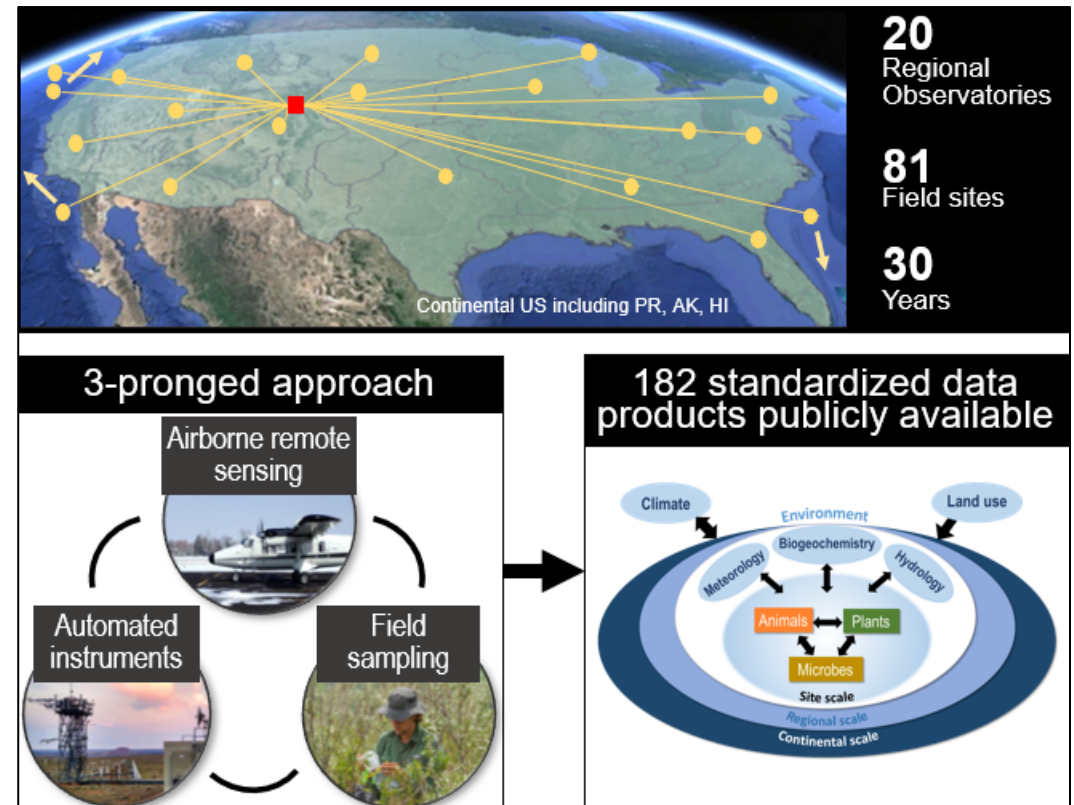 20
Regional
Observatories
81
Field sites
30
Years
Continental US including PR, AK, HI
3-pronged approach
Airborne remote
sensing
Automated
instruments
Field
sampling
182 standardized data
products publicly available
Climate
Environment
Land use
Biogeochemistry
Meteorology
Hydrology
Animals
Plants
Microbes
Site scale
Regional scale
Continental scale